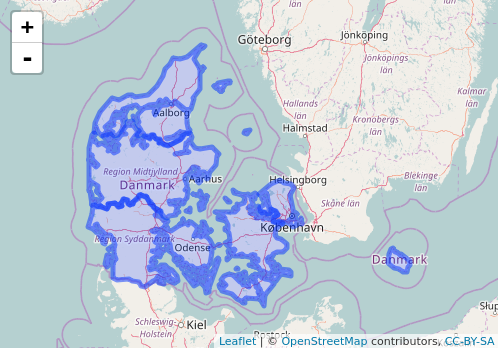 +
-
Göteborg
Jönköping
Jönköpings
län
Kalmar
län
Hallands
län
Kronobergs
län
Halmstad
Aalborg
Region Midtjylland
Danmark
Aarhus
Helsingborg
Blekinge
län
Skåne län
København
Region Syddanmark
Odense
Danmark
Schleswig-
Holstein
Kiel
Rostock
Słup
Leaflet | © OpenStreetMap contributors, CC-BY-SA